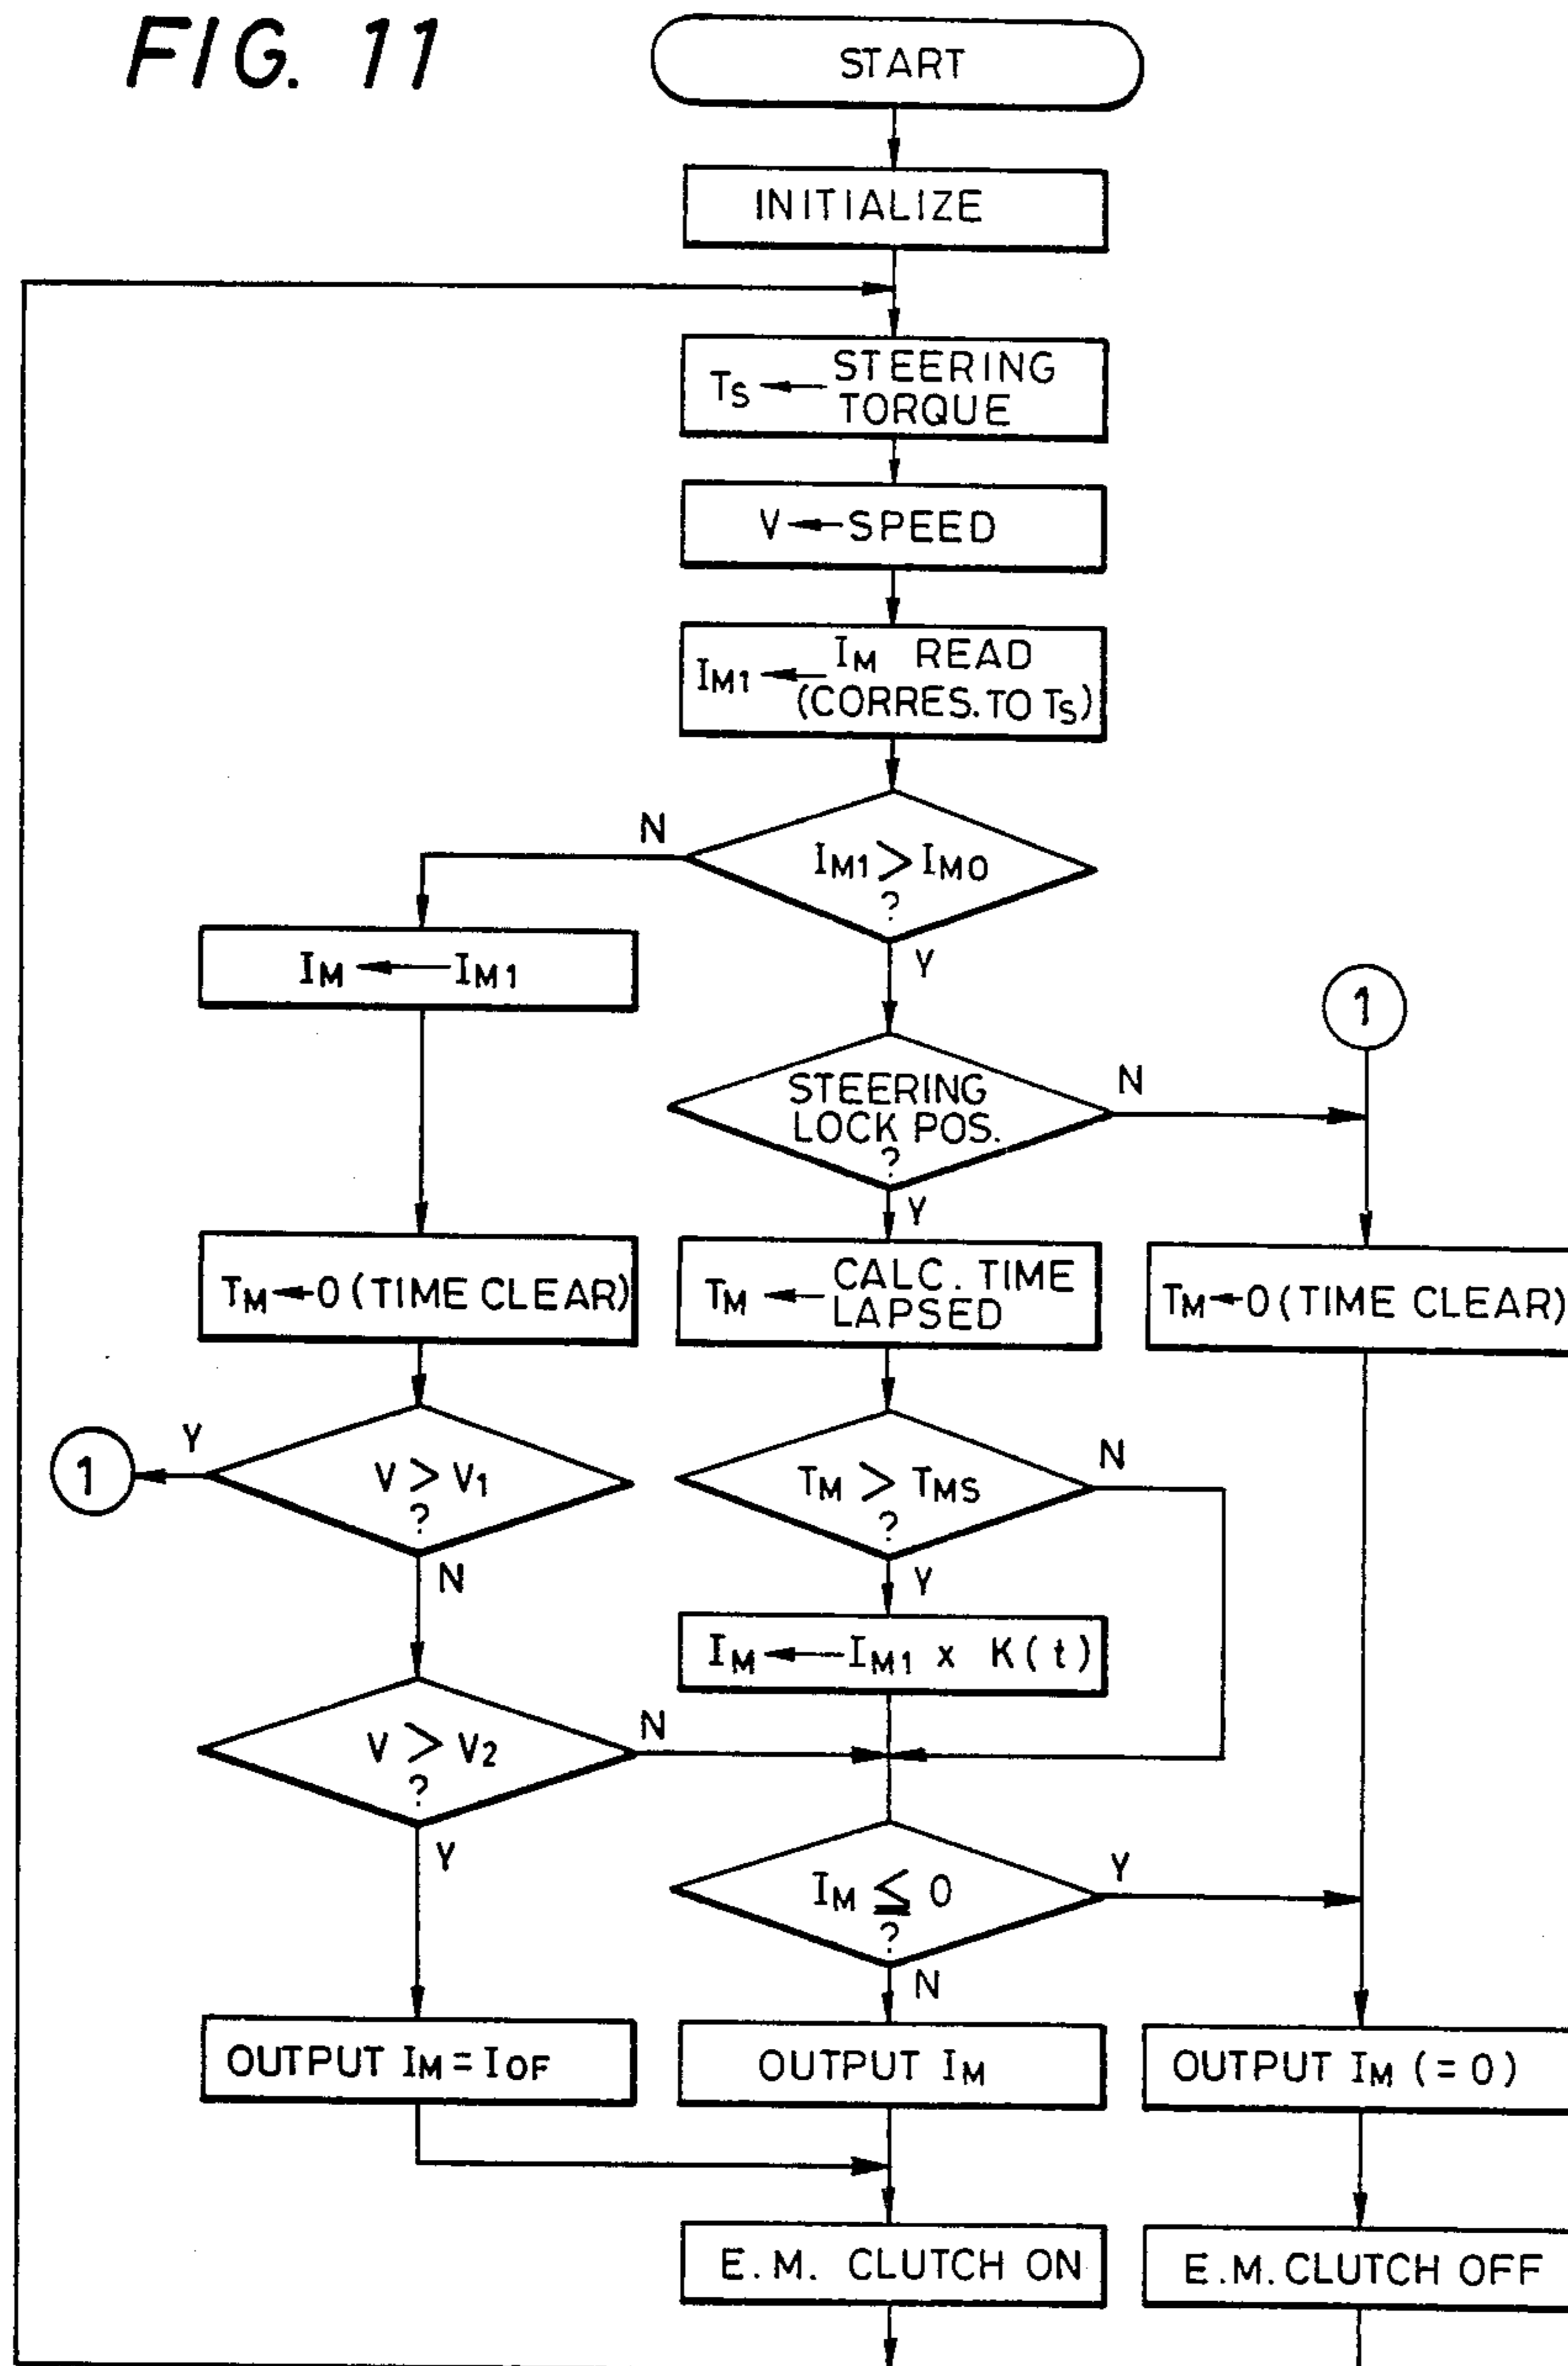 FIG. 11
START
INITIALIZE
TS ← STEERING
TORQUE
V ← SPEED
IM1 ← IM READ
(CORRES. TO TS)
N
IM1 > IM0
?
Y
IM ← IM1
1
STEERING
LOCK POS.
?
N
Y
TM ← 0 (TIME CLEAR)
TM ← CALC. TIME
LAPSED
TM ← 0 (TIME CLEAR)
Y
1
V > V1
?
N
TM > TMS
?
N
Y
IM ← IM1 x K(t)
V > V2
?
N
Y
IM ≦ 0
?
Y
N
OUTPUT IM = IOF
OUTPUT IM
OUTPUT IM (= 0)
E. M. CLUTCH ON
E. M. CLUTCH OFF